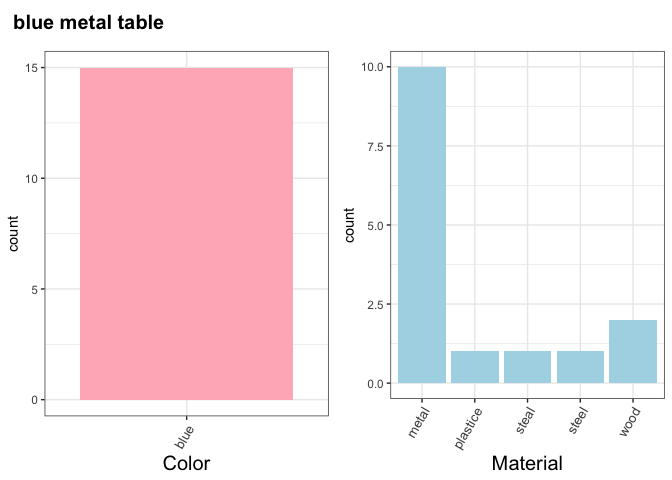 blue metal table
count
15
10
5
0
blue
Color
count
10.0
7.5
5.0
2.5
0.0
metal
plastice
steal
steel
wood
Material